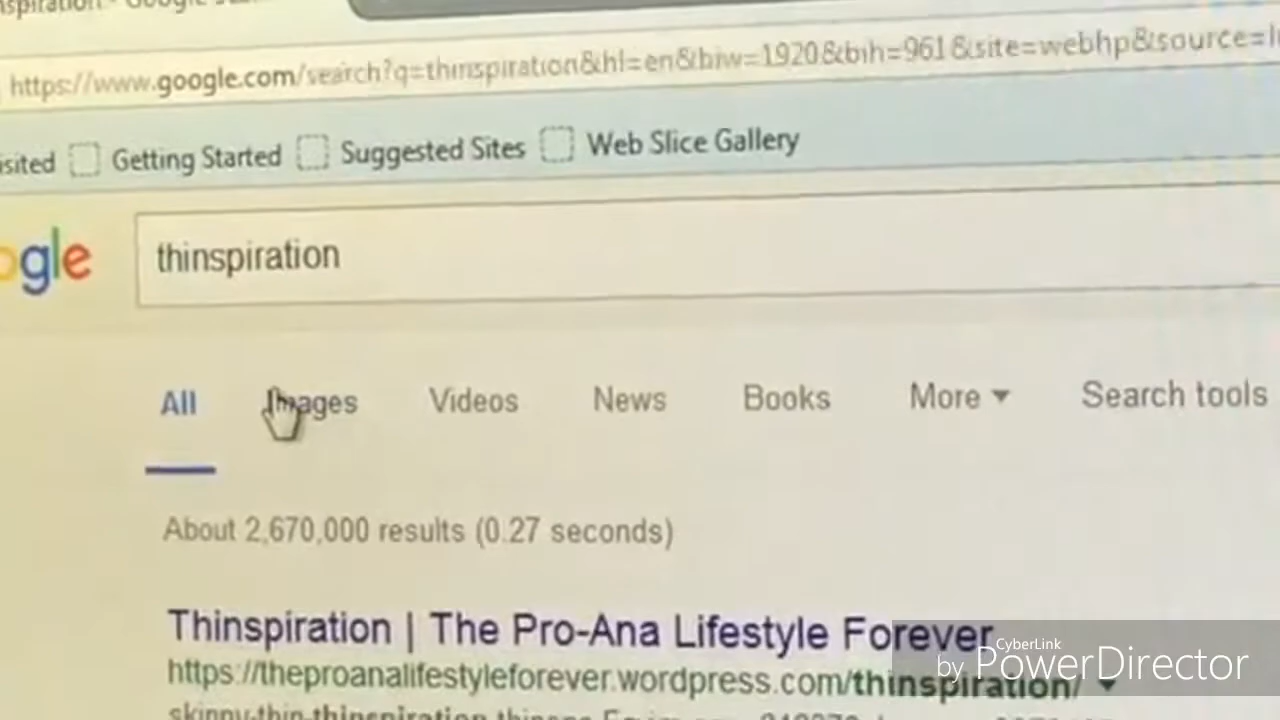 https://www.google.com/search?q=thinspiration&hl=en&biw=1920&bih=961&site=webhp&source=
Getting Started Suggested Sites Web Slice Gallery
thinspiration
All Images Videos News Books More Search tools
About 2,670,000 results (0.27 seconds)
Thinspiration | The Pro-Ana Lifestyle Forever
https://theproanalifestyleforever.wordpress.com/thinspiration/
CyberLink
by PowerDirector